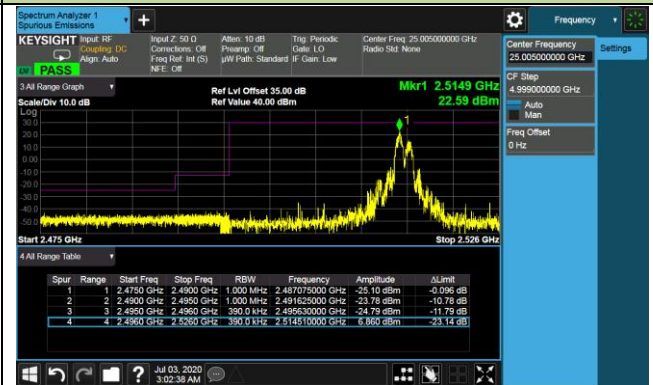 Spectrum Analyzer 1
Spurious Emissions
Frequency
KEYSIGHT Input: RF
Coupling: DC
Align: Auto
Input Z: 50 Ω
Corrections: Off
Freq Ref: Int (S)
NFE: Off
Atten: 10 dB
Preamp: Off
µW Path: Standard
Trig: Periodic
Gate: LO
IF Gain: Low
Center Freq: 25.005000000 GHz
Radio Std: None
PASS
Center Frequency
25.005000000 GHz
Settings
CF Step
4.999000000 GHz
Auto
Man
Freq Offset
0 Hz
3 All Range Graph
Ref Lvl Offset 35.00 dB
Mkr1 2.5149 GHz
Scale/Div 10.0 dB
Ref Value 40.00 dBm
22.59 dBm
Log
30.0
20.0
10.0
0.00
-10.0
-20.0
-30.0
-40.0
-50.0
1
Start 2.475 GHz
Stop 2.526 GHz
4 All Range Table
Spur Range Start Freq Stop Freq RBW Frequency Amplitude ΔLimit
1 1 2.4750 GHz 2.4900 GHz 1.000 MHz 2.487075000 GHz -25.10 dBm -0.096 dB
2 2 2.4900 GHz 2.4950 GHz 1.000 MHz 2.491625000 GHz -23.78 dBm -10.78 dB
3 3 2.4950 GHz 2.4960 GHz 390.0 kHz 2.495630000 GHz -24.79 dBm -11.79 dB
4 4 2.4960 GHz 2.5260 GHz 390.0 kHz 2.514510000 GHz 6.860 dBm -23.14 dB
Jul 03, 2020
3:02:38 AM